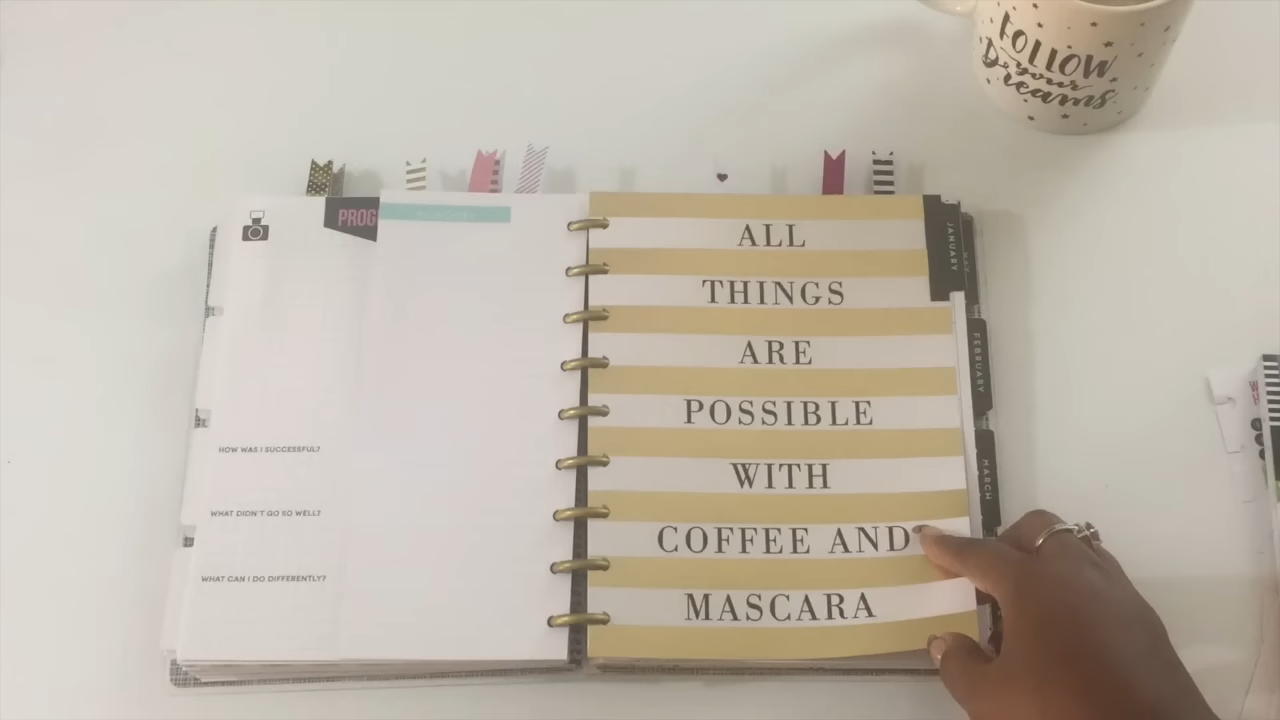 FOLLOW
your
Dreams
PROG
HOW WAS I SUCCESSFUL?
WHAT DIDN'T GO SO WELL?
WHAT CAN I DO DIFFERENTLY?
ALL
THINGS
ARE
POSSIBLE
WITH
COFFEE AND
MASCARA
JANUARY
FEBRUARY
MARCH